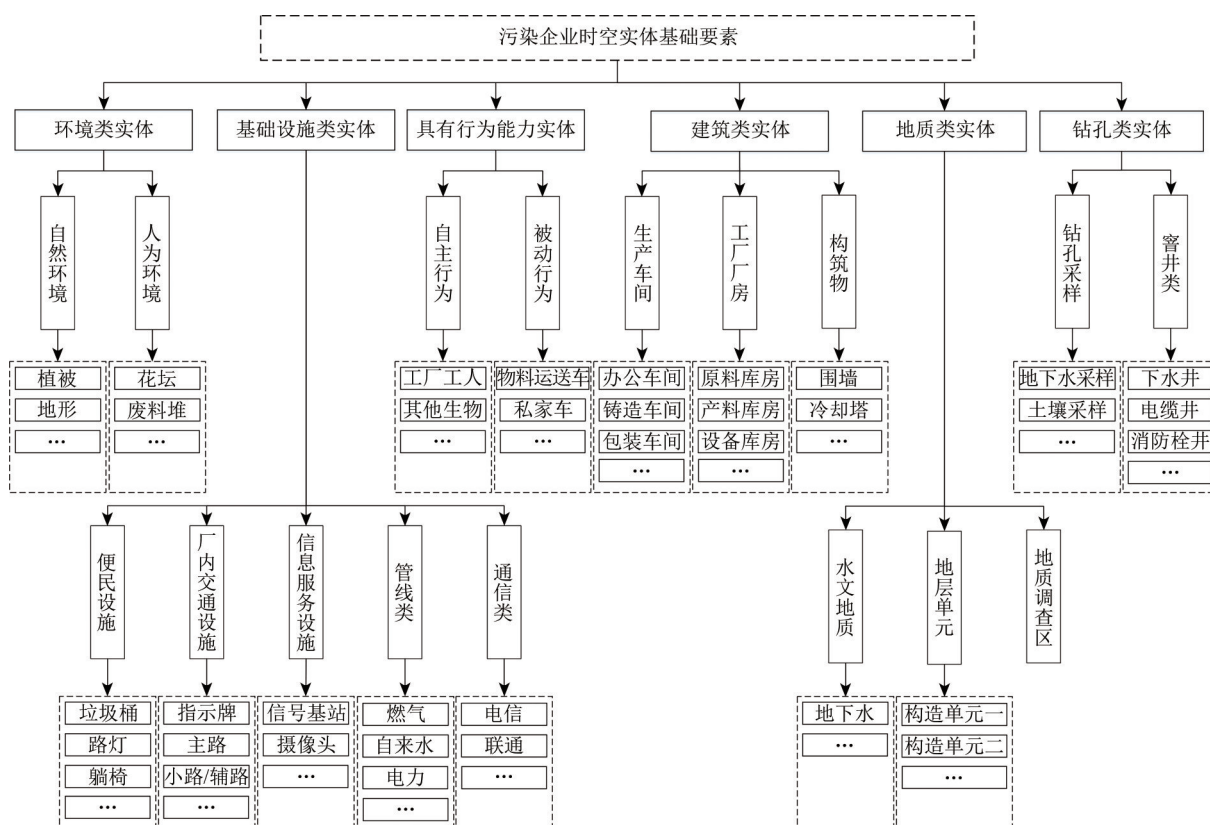 污染企业时空实体基础要素
环境类实体
基础设施类实体
具有行为能力实体
建筑类实体
地质类实体
钻孔类实体
自然环境
人为环境
自主行为
被动行为
生产车间
工厂厂房
构筑物
钻孔采样
窨井类
植被
地形
…
花坛
废料堆
…
工厂工人
其他生物
…
物料运送车
私家车
…
办公车间
铸造车间
包装车间
…
原料库房
产料库房
设备库房
…
围墙
冷却塔
…
地下水采样
土壤采样
…
下水井
电缆井
消防栓井
…
便民设施
厂内交通设施
信息服务设施
管线类
通信类
水文地质
地层单元
地质调查区
垃圾桶
路灯
躺椅
…
指示牌
主路
小路/辅路
…
信号基站
摄像头
…
燃气
自来水
电力
…
电信
联通
…
地下水
…
构造单元一
构造单元二
…